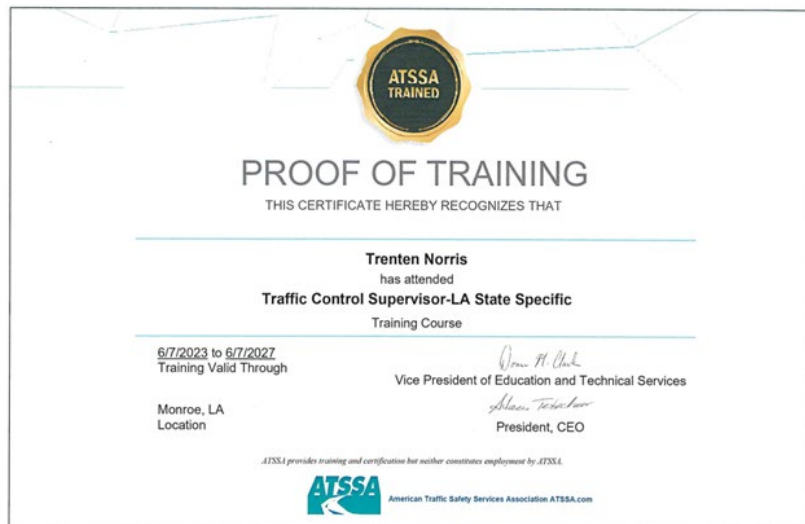 ATSSA
TRAINED
PROOF OF TRAINING
THIS CERTIFICATE HEREBY RECOGNIZES THAT
Trenten Norris
has attended
Traffic Control Supervisor-LA State Specific
Training Course
6/7/2023 to 6/7/2027
Training Valid Through
Vice President of Education and Technical Services
Monroe, LA
Location
President, CEO
ATSSA provides training and certification but neither constitutes employment by ATSSA.
ATSSA
American Traffic Safety Services Association ATSSA.com